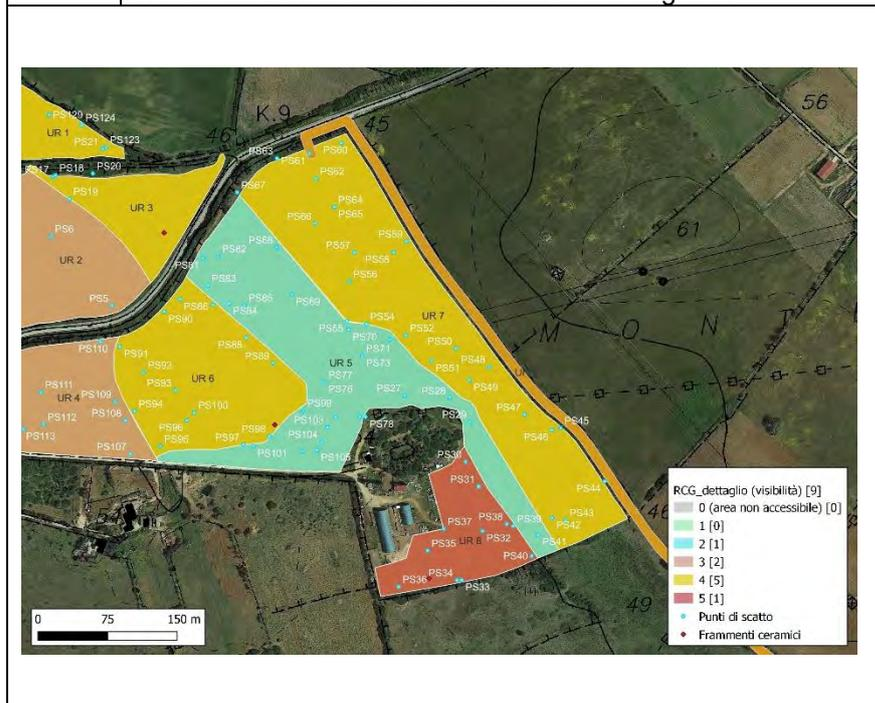 K.9
46
45
56
61
M O N T
49
UR 1
UR 2
UR 3
UR 4
UR 5
UR 6
UR 7
UR 8
PS129
PS124
PS21
PS123
PS17
PS18
PS20
PS19
PS6
PS5
PS63
PS61
PS60
PS62
PS67
PS64
PS65
PS66
PS59
PS57
PS58
PS56
PS68
PS82
PS81
PS83
PS69
PS86
PS84
PS85
PS90
PS54
PS55
PS52
PS70
PS71
PS73
PS50
PS51
PS48
PS49
PS110
PS91
PS88
PS89
PS92
PS93
PS77
PS76
PS27
PS28
PS111
PS109
PS94
PS100
PS99
PS47
PS112
PS108
PS96
PS98
PS103
PS78
PS29
PS46
PS45
PS113
PS107
PS95
PS97
PS104
PS101
PS105
PS30
PS31
PS44
PS37
PS38
PS39
PS32
PS43
PS42
PS41
PS35
PS40
PS36
PS34
PS33
0 75 150 m
RCG_dettaglio (visibilità) [9]
0 (area non accessibile) [0]
1 [0]
2 [1]
3 [2]
4 [5]
5 [1]
Punti di scatto
Frammenti ceramici